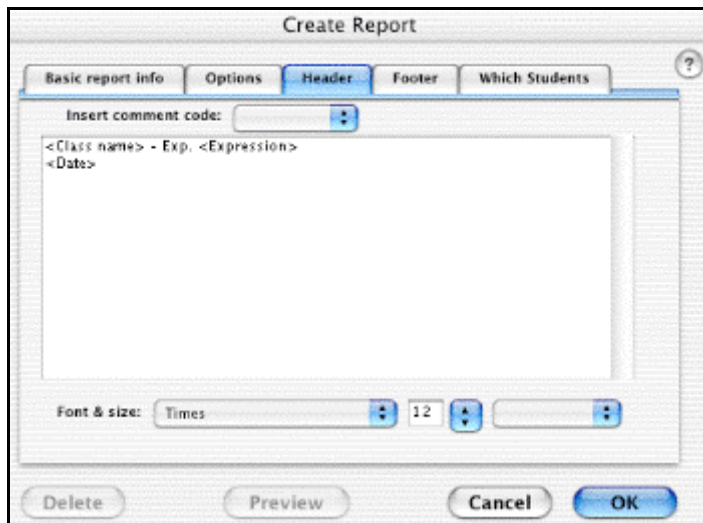 Create Report
?
Basic report info Options Header Footer Which Students
Insert comment code:
<Class name> - Exp. <Expression>
<Date>
Font & size: Times 12
Delete Preview Cancel OK